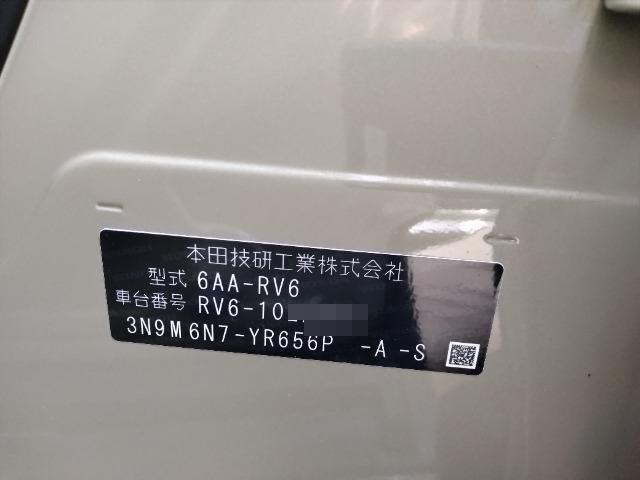 本田技研工業株式会社
型式 6AA-RV6
車台番号 RV6-10
3N9M6N7-YR656P -A -S